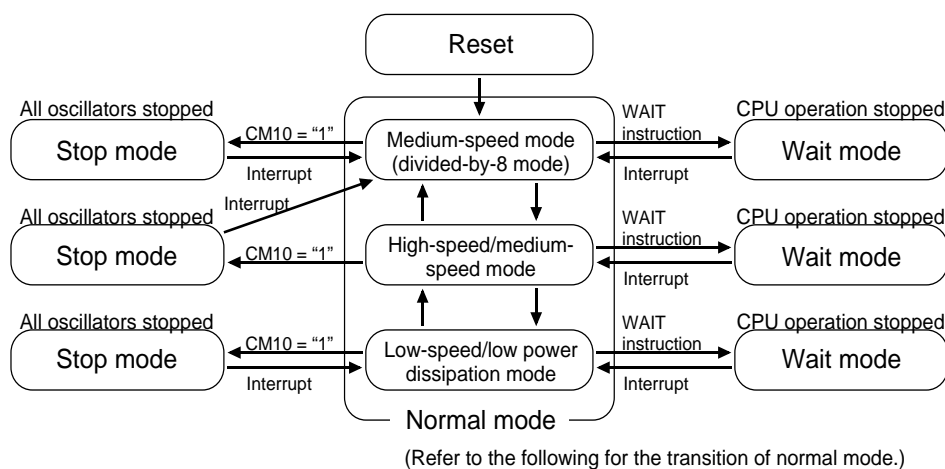 Reset
All oscillators stopped
Stop mode
CM10 = “1”
Interrupt
Medium-speed mode
(divided-by-8 mode)
WAIT
instruction
Interrupt
CPU operation stopped
Wait mode
Interrupt
All oscillators stopped
Stop mode
CM10 = “1”
High-speed/medium-
speed mode
WAIT
instruction
Interrupt
CPU operation stopped
Wait mode
All oscillators stopped
Stop mode
CM10 = “1”
Interrupt
Low-speed/low power
dissipation mode
WAIT
instruction
Interrupt
CPU operation stopped
Wait mode
Normal mode
(Refer to the following for the transition of normal mode.)